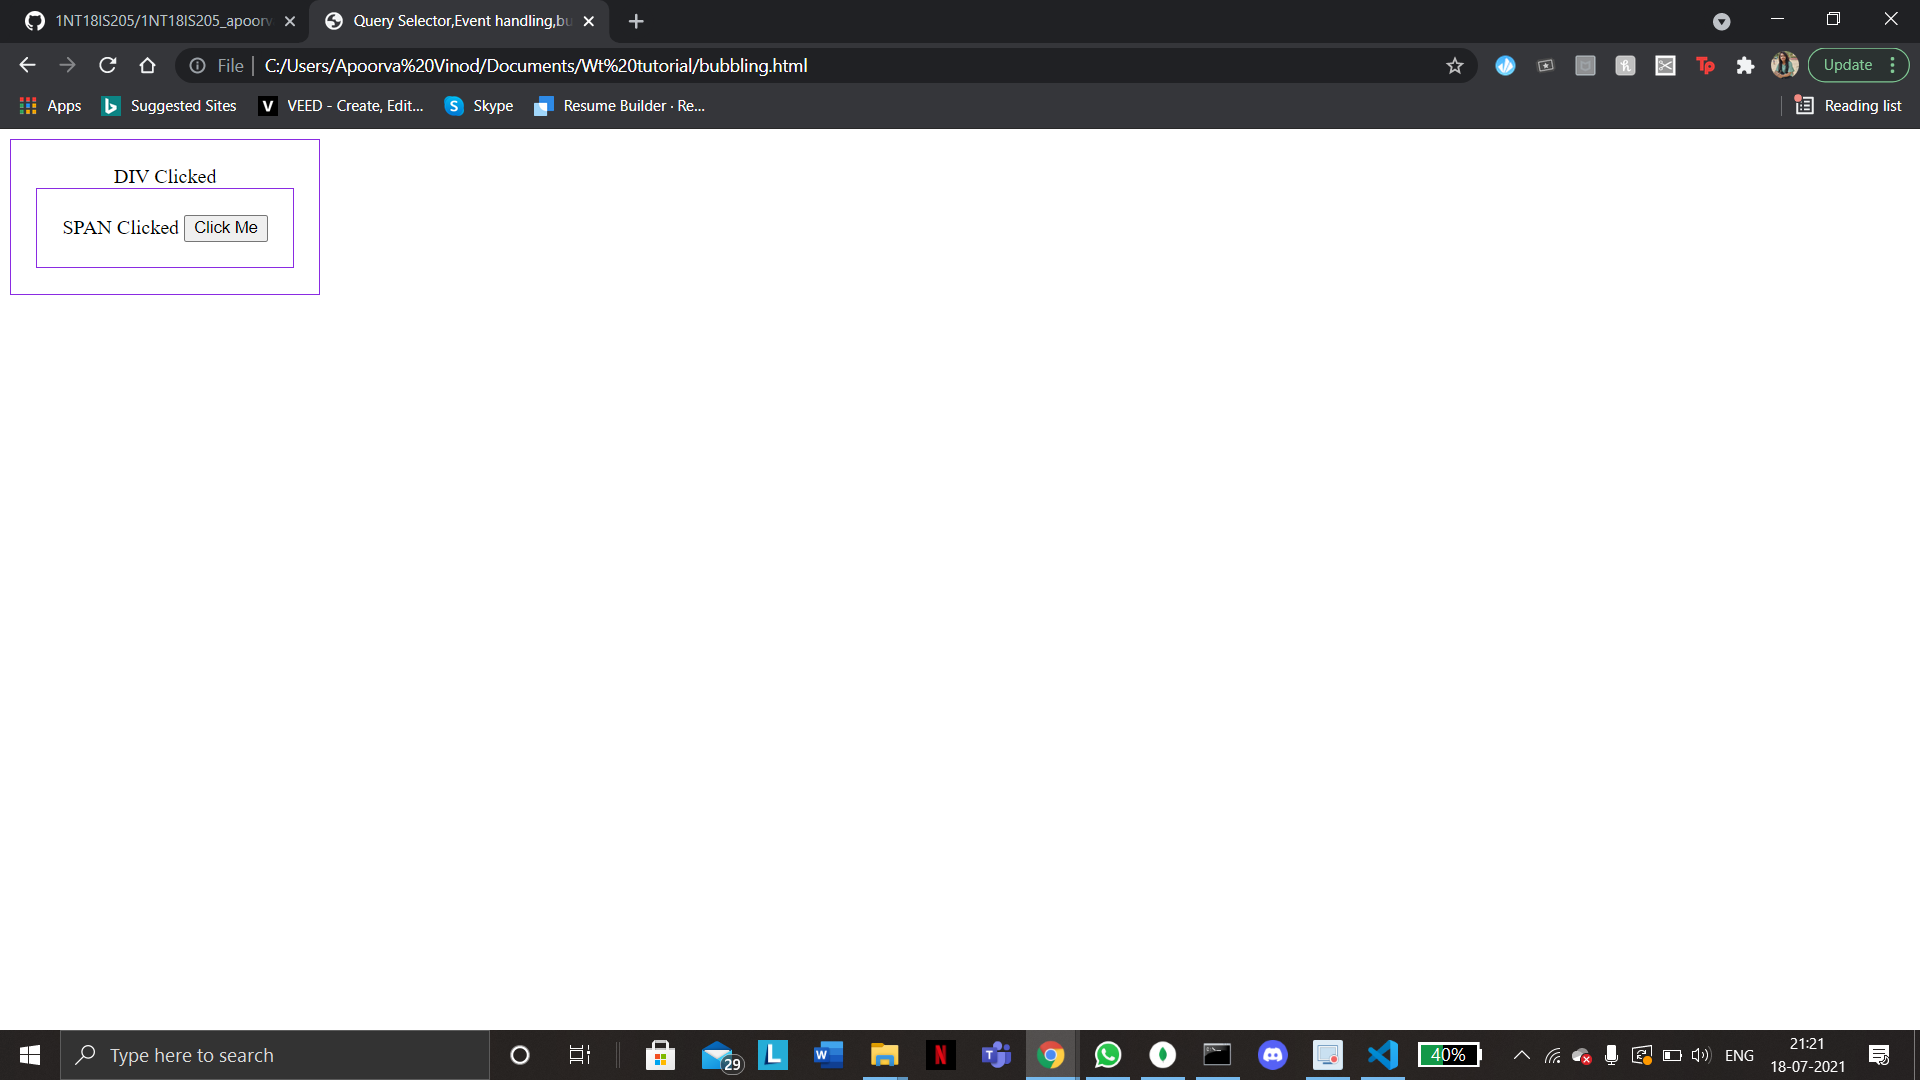 1NT18IS205/1NT18IS205_apoorv
Query Selector,Event handling,bu
File
C:/Users/Apoorva%20Vinod/Documents/Wt%20tutorial/bubbling.html
Tp
Update
Apps
b
Suggested Sites
V
VEED - Create, Edit...
S
Skype
Resume Builder · Re...
Reading list
DIV Clicked
SPAN Clicked Click Me
Type here to search
29
L
W
N
T
40%
ENG
21:21
18-07-2021